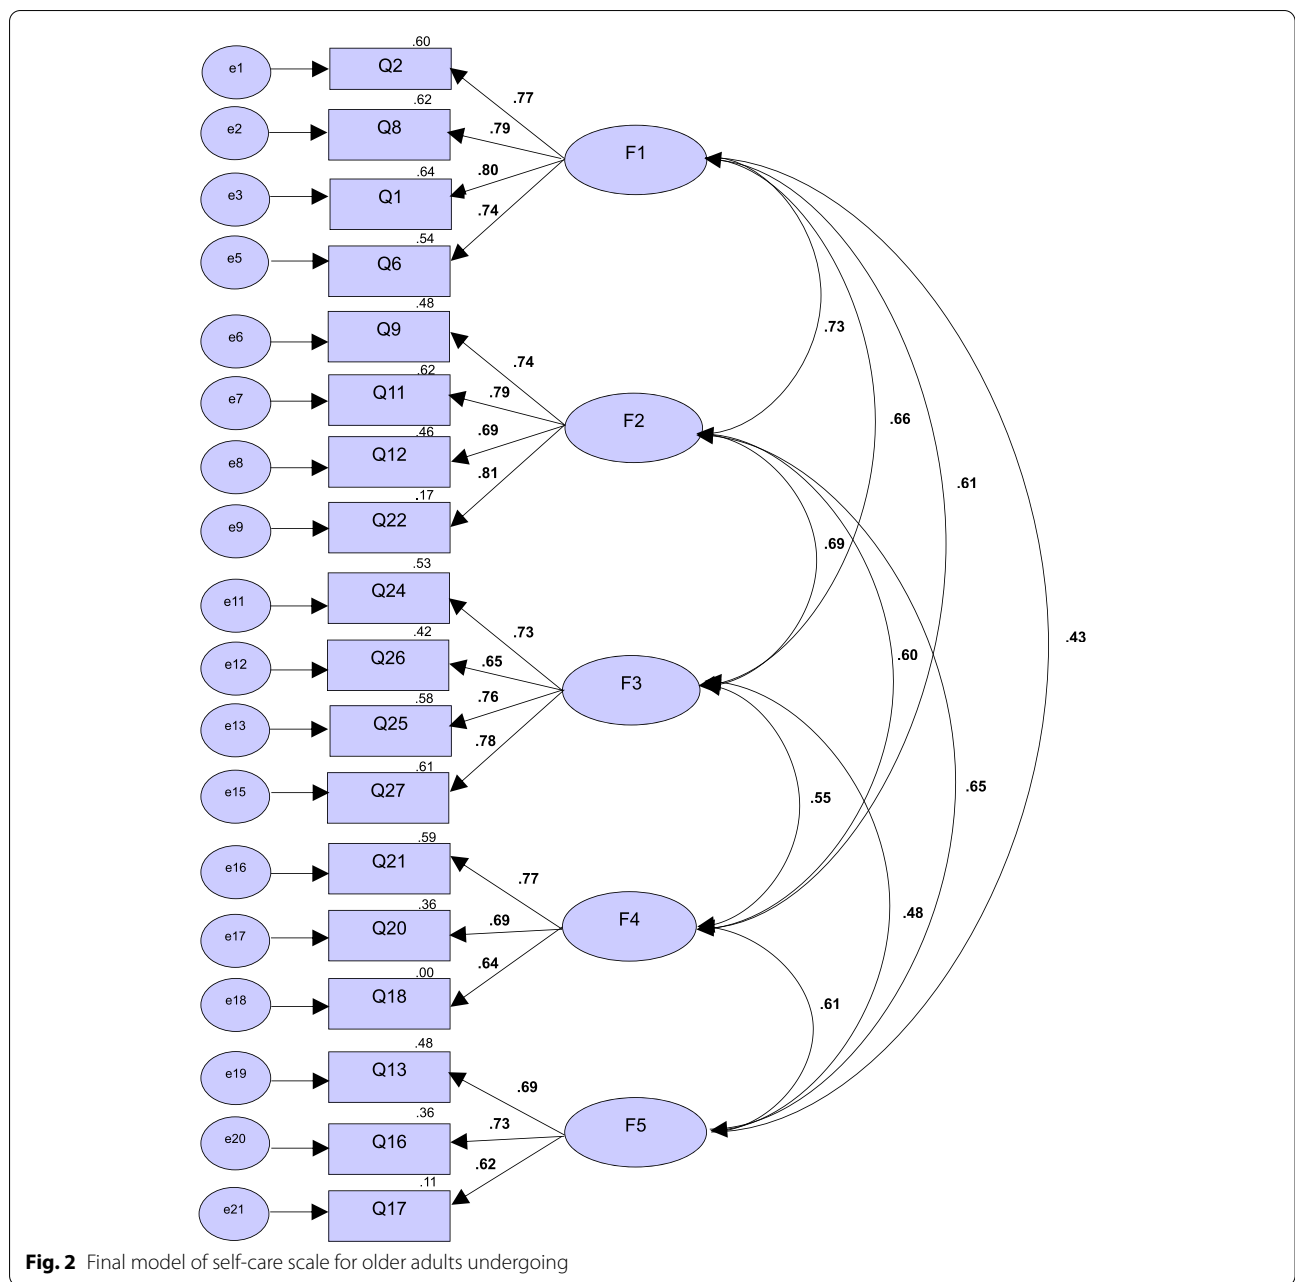 .60
e1 Q2
.77
.62
e2 Q8
.79
F1
.64
e3 Q1
.80
.74
.54
e5 Q6
.48
e6 Q9
.73
.74
.62
e7 Q11
.79
F2
.66
.46
e8 Q12
.69
.81
.61
.17
e9 Q22
.69
.53
e11 Q24
.73
.42
e12 Q26
.65
.60
.43
F3
.58
e13 Q25
.76
.78
.61
e15 Q27
.55
.65
.59
e16 Q21
.77
.36
e17 Q20
.69
F4
.48
.64
.00
e18 Q18
.61
.48
e19 Q13
.69
.36
e20 Q16
.73
F5
.62
.11
e21 Q17
Fig. 2 Final model of self-care scale for older adults undergoing